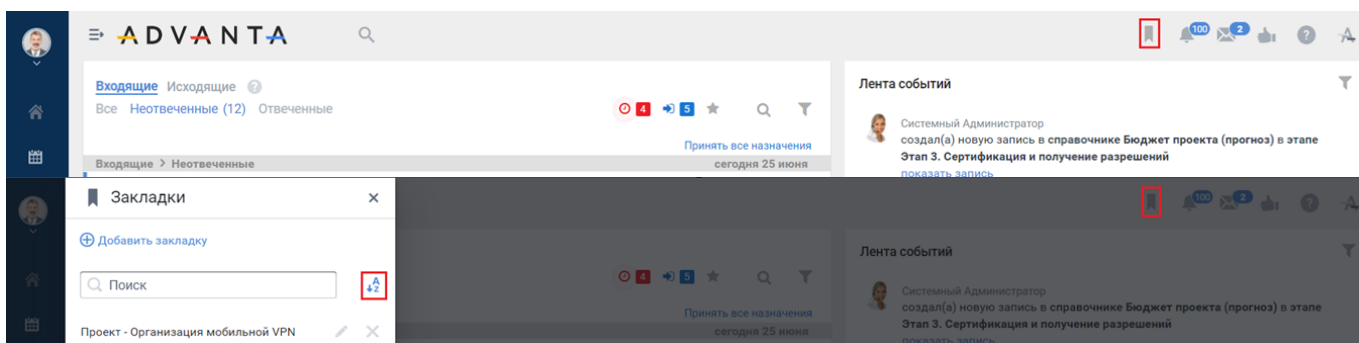 ADVANTA
100 2
Входящие Исходящие ?
Лента событий
Все Неотвеченные (12) Отвеченные
4 5
Системный Администратор
создал(а) новую запись в справочнике Бюджет проекта (прогноз) в этапе
Этап 3. Сертификация и получение разрешений
показать запись
Принять все назначения
Входящие > Неотвеченные
сегодня 25 июня
Закладки
100 2
?
Добавить закладку
Лента событий
Поиск
A
Z
4 5
Системный Администратор
создал(а) новую запись в справочнике Бюджет проекта (прогноз) в этапе
Этап 3. Сертификация и получение разрешений
показать запись
Принять все назначения
сегодня 25 июня
Проект - Организация мобильной VPN